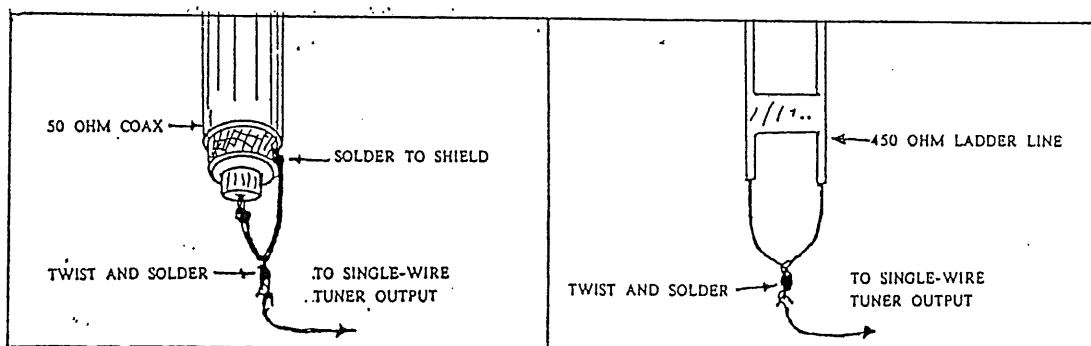 50 OHM COAX
SOLDER TO SHIELD
TWIST AND SOLDER
TO SINGLE-WIRE
TUNER OUTPUT
450 OHM LADDER LINE
TWIST AND SOLDER
TO SINGLE-WIRE
TUNER OUTPUT